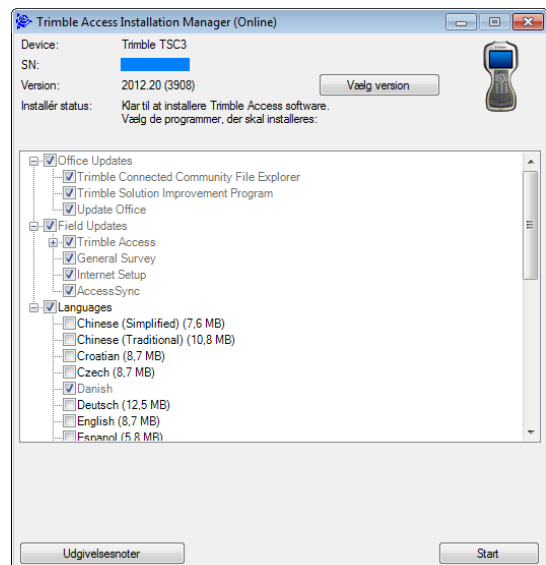 Trimble Access Installation Manager (Online)
Device: Trimble TSC3
SN:
Version: 2012.20 (3908) Vælg version
Installér status: Klar til at installere Trimble Access software.
Vælg de programmer, der skal installeres:
Office Updates
Trimble Connected Community File Explorer
Trimble Solution Improvement Program
Update Office
Field Updates
Trimble Access
General Survey
Internet Setup
AccessSync
Languages
Chinese (Simplified) (7,6 MB)
Chinese (Traditional) (10,8 MB)
Croatian (8,7 MB)
Czech (8,7 MB)
Danish
Deutsch (12,5 MB)
English (8,7 MB)
Espanol (5,8 MB)
Udgivelsesnoter Start